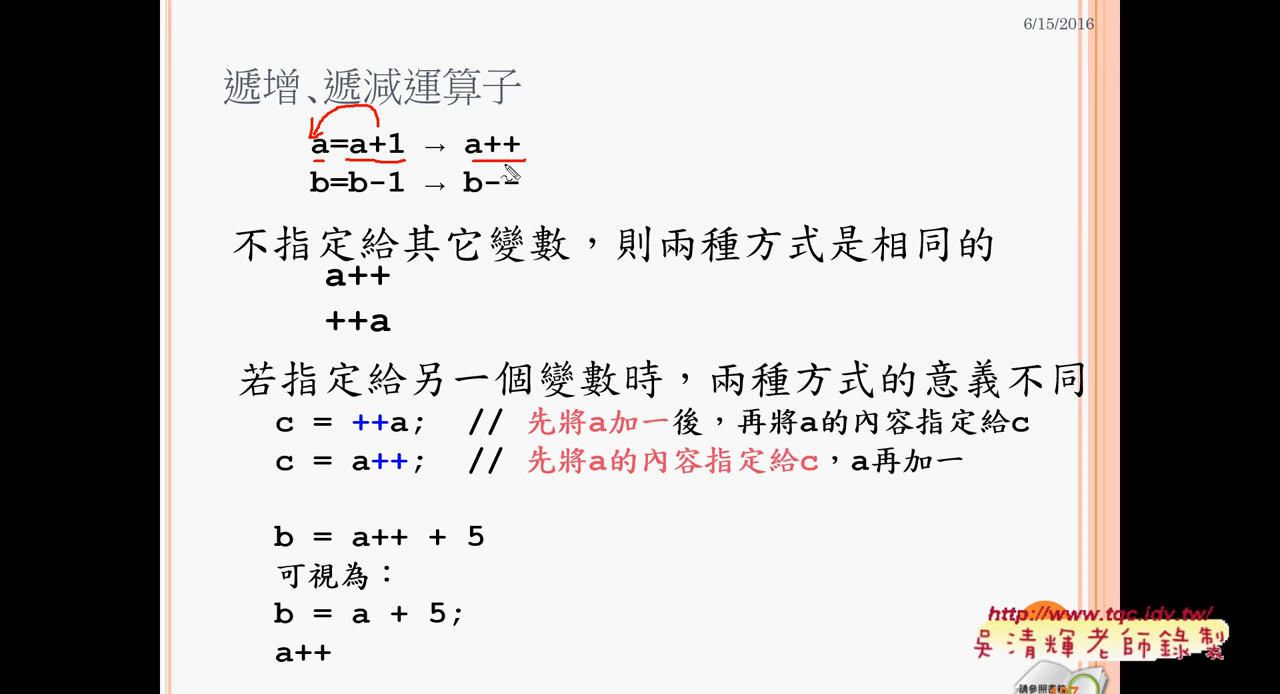 6/15/2016
遞增、遞減運算子
a=a+1 → a++
b=b-1 → b--
不指定給其它變數，則兩種方式是相同的
a++
++a
若指定給另一個變數時，兩種方式的意義不同
c = ++a; // 先將a加一後，再將a的內容指定給c
c = a++; // 先將a的內容指定給c，a再加一
b = a++ + 5
可視為：
b = a + 5;
a++
http://www.tqc.idv.tw/
吳清輝老師錄製